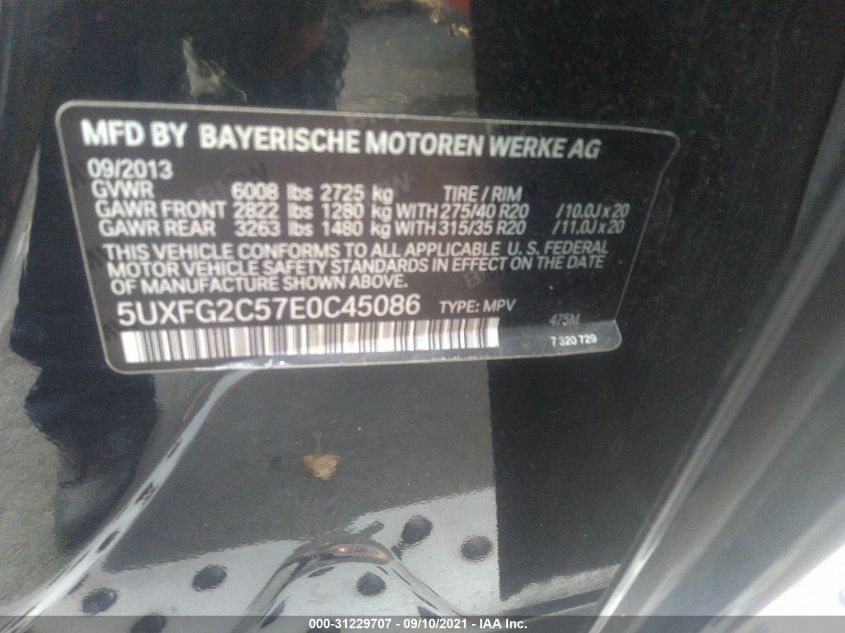 MFD BY BAYERISCHE MOTOREN WERKE AG
09/2013
GVWR 6008 lbs 2725 kg TIRE / RIM
GAWR FRONT 2822 lbs 1280 kg WITH 275/40 R20 / 10.0J x 20
GAWR REAR 3263 lbs 1480 kg WITH 315/35 R20 / 11.0J x 20
THIS VEHICLE CONFORMS TO ALL APPLICABLE U. S. FEDERAL
MOTOR VEHICLE SAFETY STANDARDS IN EFFECT ON THE DATE
OF MANUFACTURE SHOWN ABOVE.
5UXFG2C57E0C45086 TYPE: MPV
475M
7 320 729
000-31229707 - 09/10/2021 - IAA Inc.